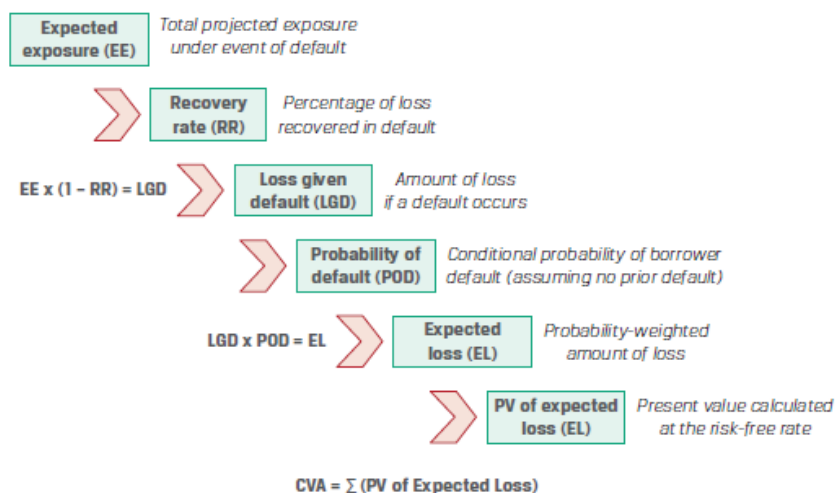 Expected
exposure (EE)
Total projected exposure
under event of default
Recovery
rate (RR)
Percentage of loss
recovered in default
EE x (1 – RR) = LGD
Loss given
default (LGD)
Amount of loss
if a default occurs
Probability of
default (POD)
Conditional probability of borrower
default (assuming no prior default)
LGD x POD = EL
Expected
loss (EL)
Probability-weighted
amount of loss
PV of expected
loss (EL)
Present value calculated
at the risk-free rate
CVA = ∑ (PV of Expected Loss)